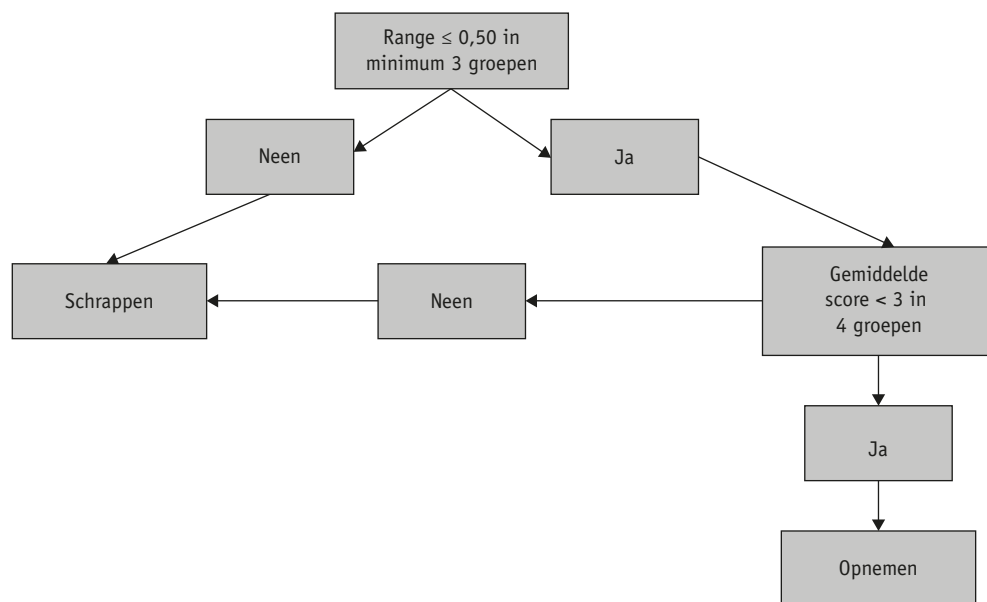 Range ≤ 0,50 in
minimum 3 groepen
Neen
Ja
Schrappen
Neen
Gemiddelde
score < 3 in
4 groepen
Ja
Opnemen